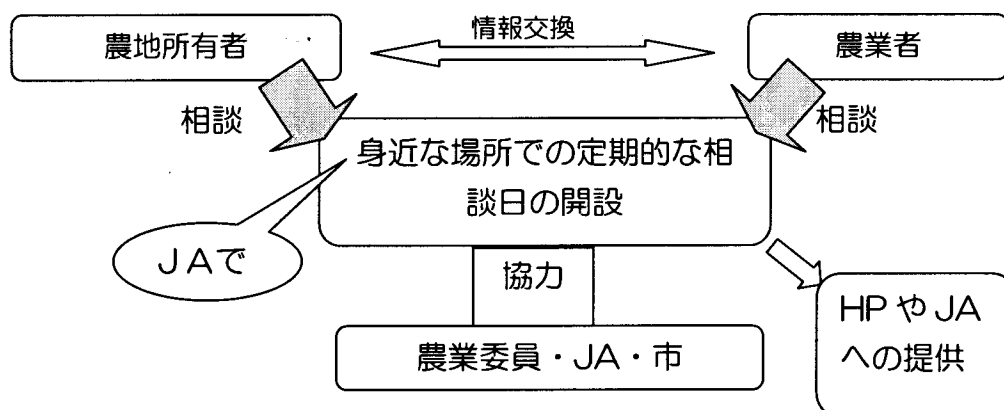 農地所有者
情報交換
農業者
相談
相談
身近な場所での定期的な相
談日の開設
JAで
協力
HPやJA
への提供
農業委員・JA・市